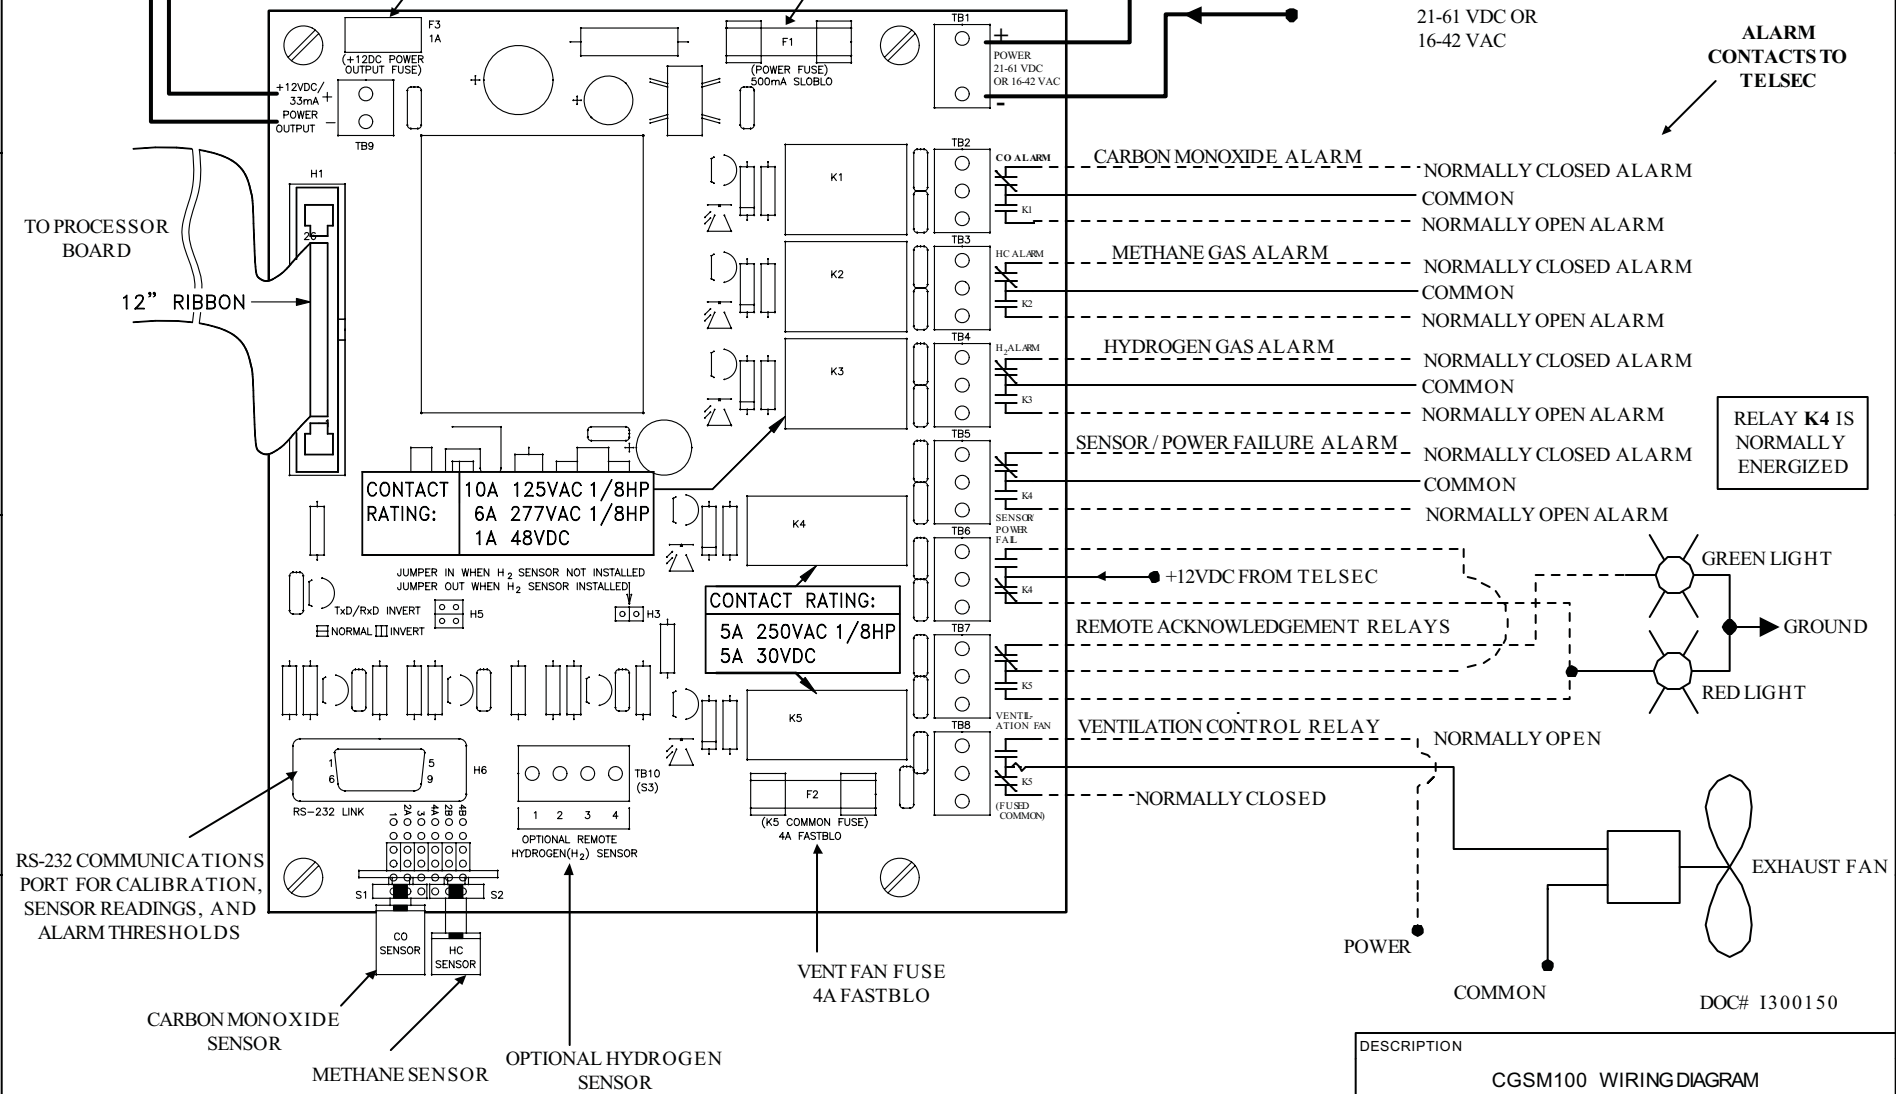 F3
1A
(+12DC POWER
OUTPUT FUSE)
F1
(POWER FUSE)
500mA SLOBLO
TB1
+
POWER
21-61 VDC
OR 16-42 VAC
-
21-61 VDC OR
16-42 VAC
ALARM
CONTACTS TO
TELSEC
+12VDC/
33mA
POWER
OUTPUT
+
-
TB9
TO PROCESSOR
BOARD
H1
26
12" RIBBON
K1
TB2
CO ALARM
K1
CARBON MONOXIDE ALARM
NORMALLY CLOSED ALARM
COMMON
NORMALLY OPEN ALARM
K2
TB3
HC ALARM
K2
METHANE GAS ALARM
NORMALLY CLOSED ALARM
COMMON
NORMALLY OPEN ALARM
K3
TB4
H2 ALARM
K3
HYDROGEN GAS ALARM
NORMALLY CLOSED ALARM
COMMON
NORMALLY OPEN ALARM
RELAY K4 IS
NORMALLY
ENERGIZED
TB5
K4
SENSOR/
POWER
FAIL
SENSOR / POWER FAILURE ALARM
NORMALLY CLOSED ALARM
COMMON
NORMALLY OPEN ALARM
CONTACT RATING:
10A 125VAC 1/8HP
6A 277VAC 1/8HP
1A 48VDC
K4
JUMPER IN WHEN H2 SENSOR NOT INSTALLED
JUMPER OUT WHEN H2 SENSOR INSTALLED
TxD/RxD INVERT
NORMAL INVERT
H5
H3
CONTACT RATING:
5A 250VAC 1/8HP
5A 30VDC
TB6
K4
+12VDC FROM TELSEC
GREEN LIGHT
REMOTE ACKNOWLEDGEMENT RELAYS
GROUND
TB7
K5
RED LIGHT
K5
VENTIL-
ATION FAN
TB8
K5
(FUSED
COMMON)
VENTILATION CONTROL RELAY
NORMALLY OPEN
NORMALLY CLOSED
1 5
6 9
H6
RS-232 LINK
TB10
(S3)
1 2 3 4
OPTIONAL REMOTE
HYDROGEN(H2) SENSOR
F2
(K5 COMMON FUSE)
4A FASTBLO
1 2A 3 4A 2B 4B
S1
S2
CO
SENSOR
HC
SENSOR
RS-232 COMMUNICATIONS
PORT FOR CALIBRATION,
SENSOR READINGS, AND
ALARM THRESHOLDS
CARBON MONOXIDE
SENSOR
METHANE SENSOR
OPTIONAL HYDROGEN
SENSOR
VENT FAN FUSE
4A FASTBLO
POWER
COMMON
EXHAUST FAN
DOC# I300150
DESCRIPTION
CGSM100 WIRING DIAGRAM